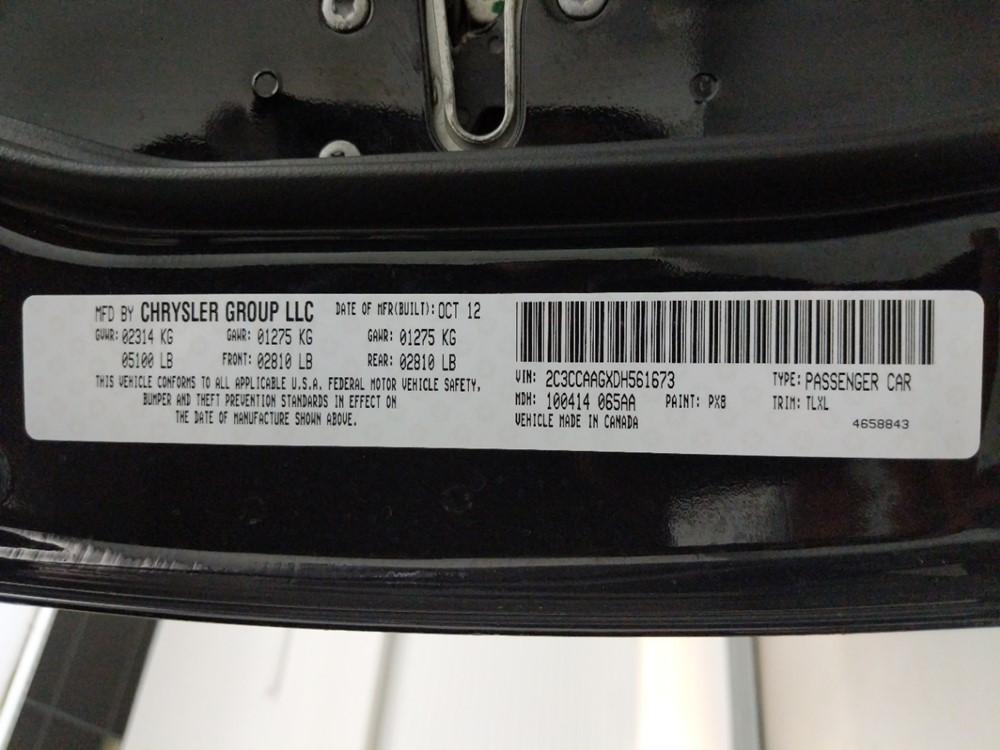 MFD BY CHRYSLER GROUP LLC DATE OF MFR(BUILT): OCT 12
GVWR: 02314 KG GAWR: 01275 KG GAWR: 01275 KG
05100 LB FRONT: 02810 LB REAR: 02810 LB
THIS VEHICLE CONFORMS TO ALL APPLICABLE U.S.A. FEDERAL MOTOR VEHICLE SAFETY,
BUMPER AND THEFT PREVENTION STANDARDS IN EFFECT ON
THE DATE OF MANUFACTURE SHOWN ABOVE.
VIN: 2C3CCAAGXDH561673 TYPE: PASSENGER CAR
MDH: 100414 065AA PAINT: PX8 TRIM: TLXL
VEHICLE MADE IN CANADA 4658843